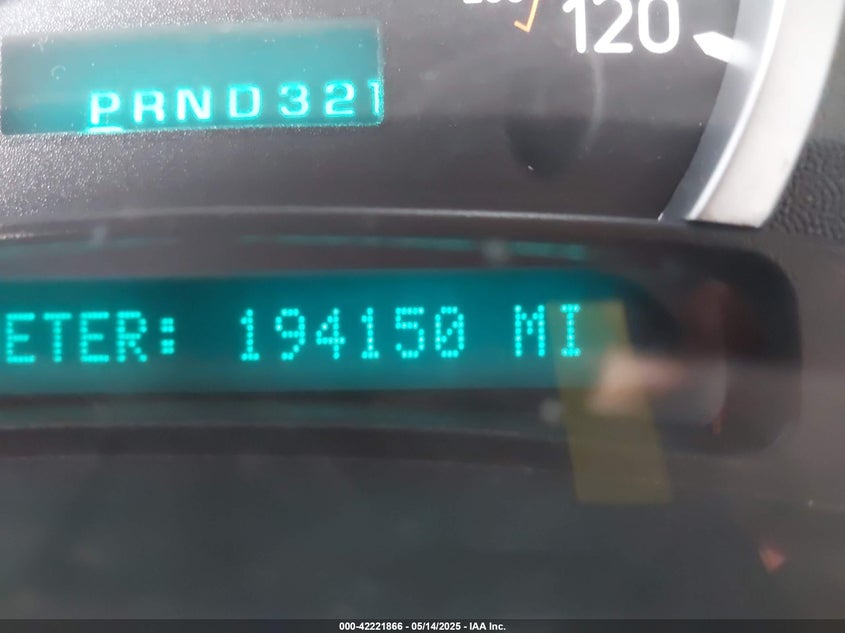 120
PRND321
ETER: 194150 MI
000-42221866 - 05/14/2025 - IAA Inc.